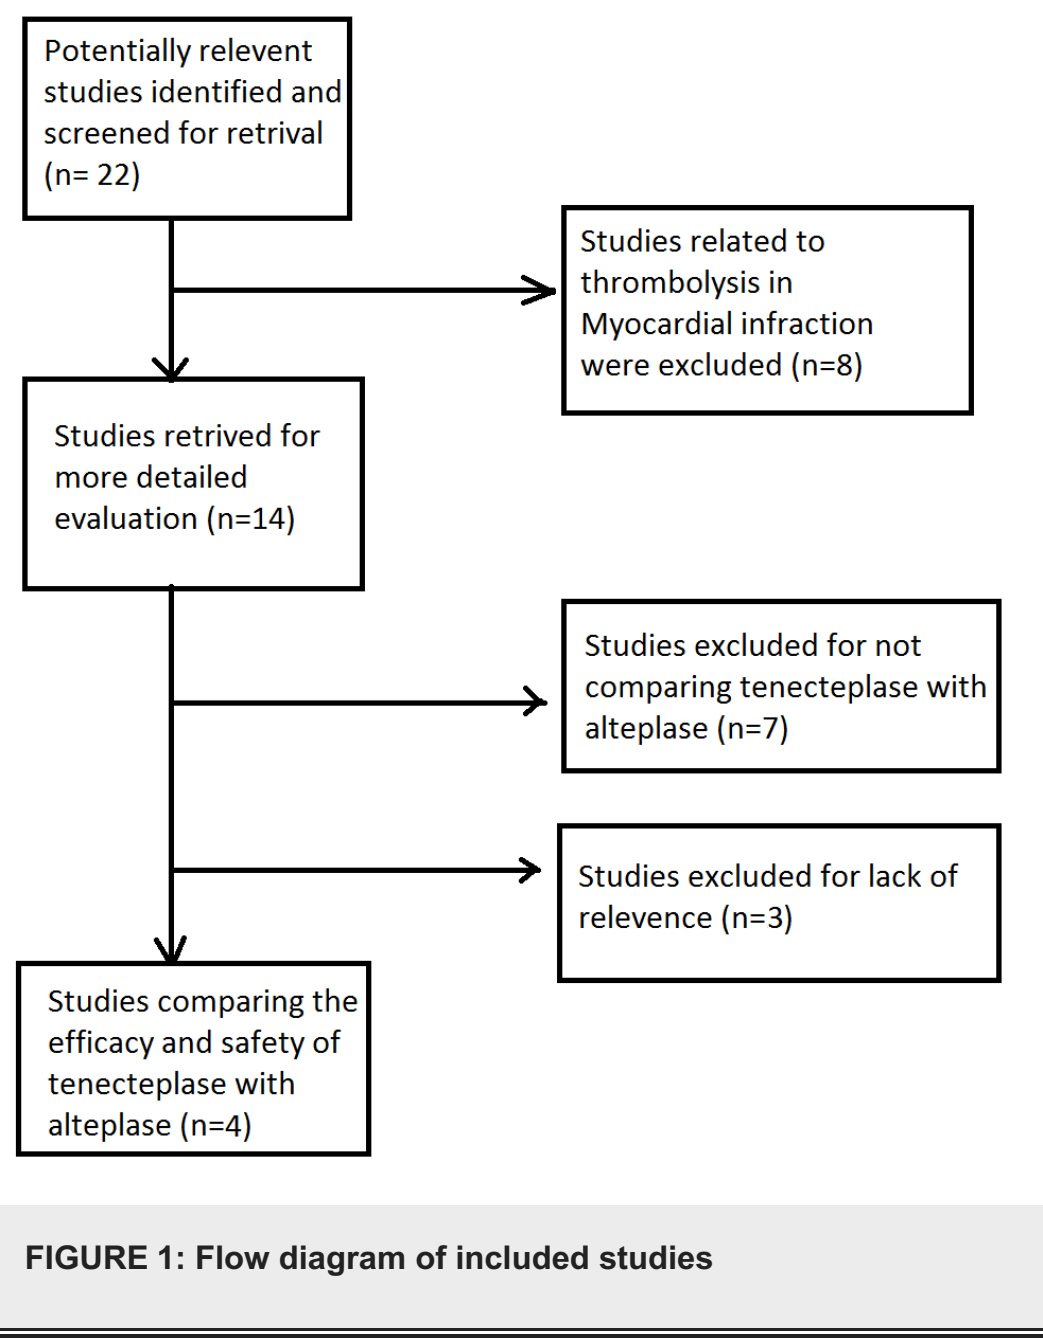 Potentially relevent
studies identified and
screened for retrival
(n= 22)
Studies related to
thrombolysis in
Myocardial infraction
were excluded (n=8)
Studies retrived for
more detailed
evaluation (n=14)
Studies excluded for not
comparing tenecteplase with
alteplase (n=7)
Studies excluded for lack of
relevence (n=3)
Studies comparing the
efficacy and safety of
tenecteplase with
alteplase (n=4)
FIGURE 1: Flow diagram of included studies